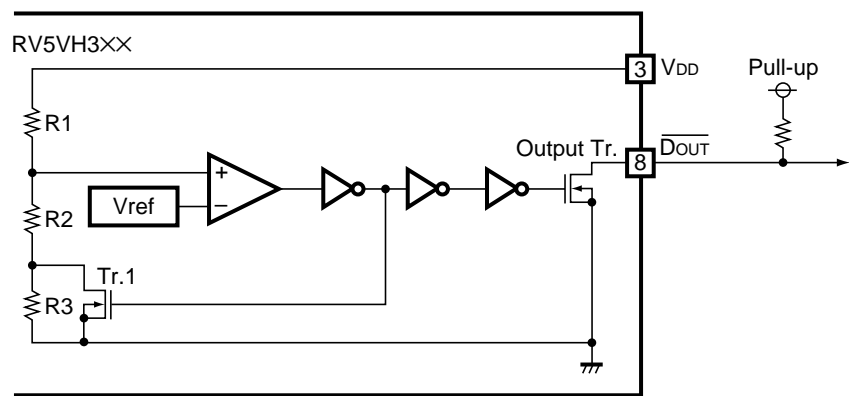 RV5VH3××
3 VDD
Pull-up
R1
Output Tr.
8 DOUT
+
Vref
−
R2
Tr.1
R3